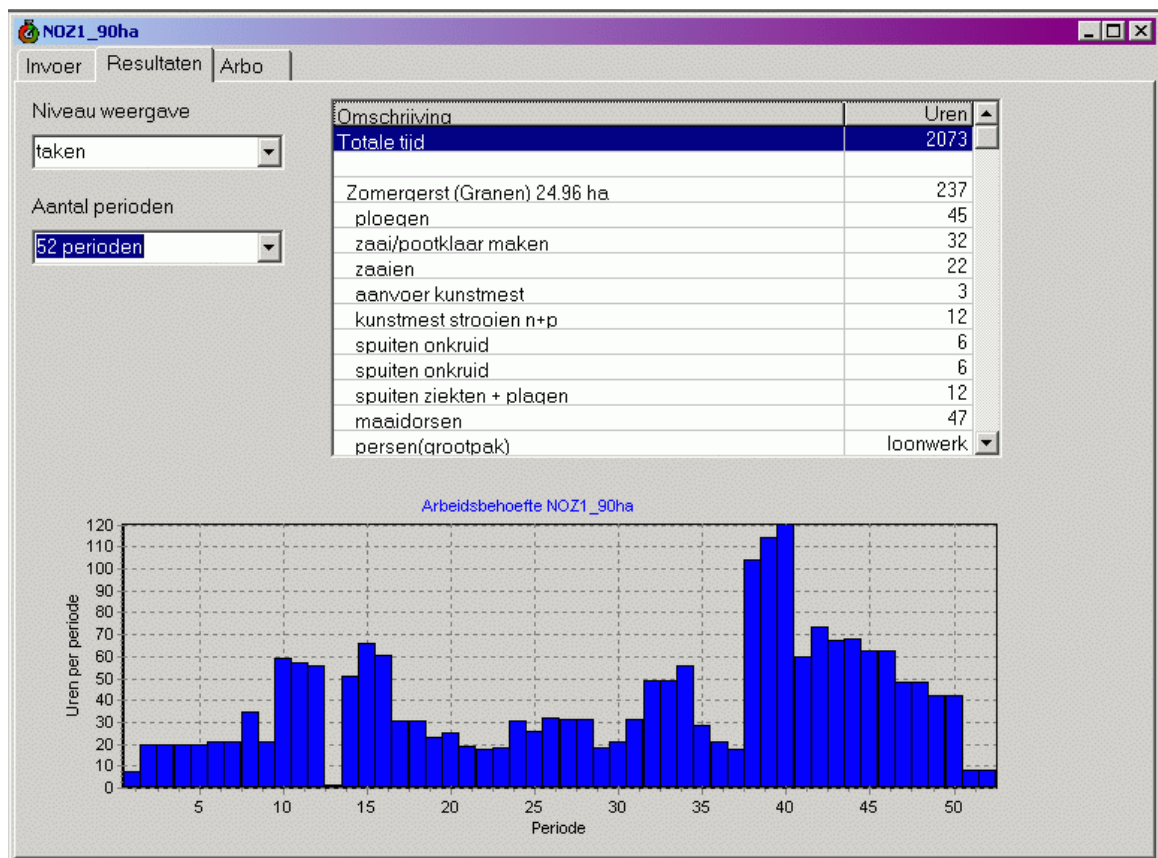 NOZ1_90ha
Invoer Resultaten Arbo
Niveau weergave
taken
Aantal perioden
52 perioden
Omschrijving Uren
Totale tijd 2073
Zomergerst (Granen) 24.96 ha 237
ploegen 45
zaai/pootklaar maken 32
zaaien 22
aanvoer kunstmest 3
kunstmest strooien n+p 12
spuiten onkruid 6
spuiten onkruid 6
spuiten ziekten + plagen 12
maaidorsen 47
persen(grootpak) loonwerk
Arbeidsbehoefte NOZ1_90ha
Uren per periode
120
110
100
90
80
70
60
50
40
30
20
10
0
5 10 15 20 25 30 35 40 45 50
Periode